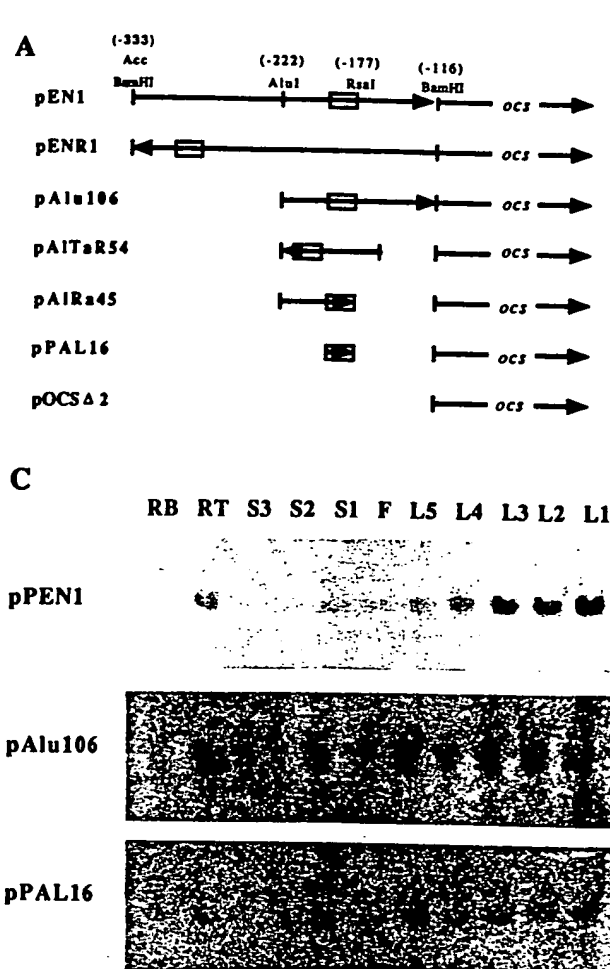 A
(-333) (-222) (-177) (-116)
Acc
BamHI AluI RsaI BamHI
pEN1 ocs
pENR1
pAlu106 ocs
pAlTaR54 ocs
pAlRa45 ocs
pPAL16 ocs
pOCSΔ2 ocs
C
RB RT S3 S2 S1 F L5 L4 L3 L2 L1
pPEN1
pAlu106
pPAL16